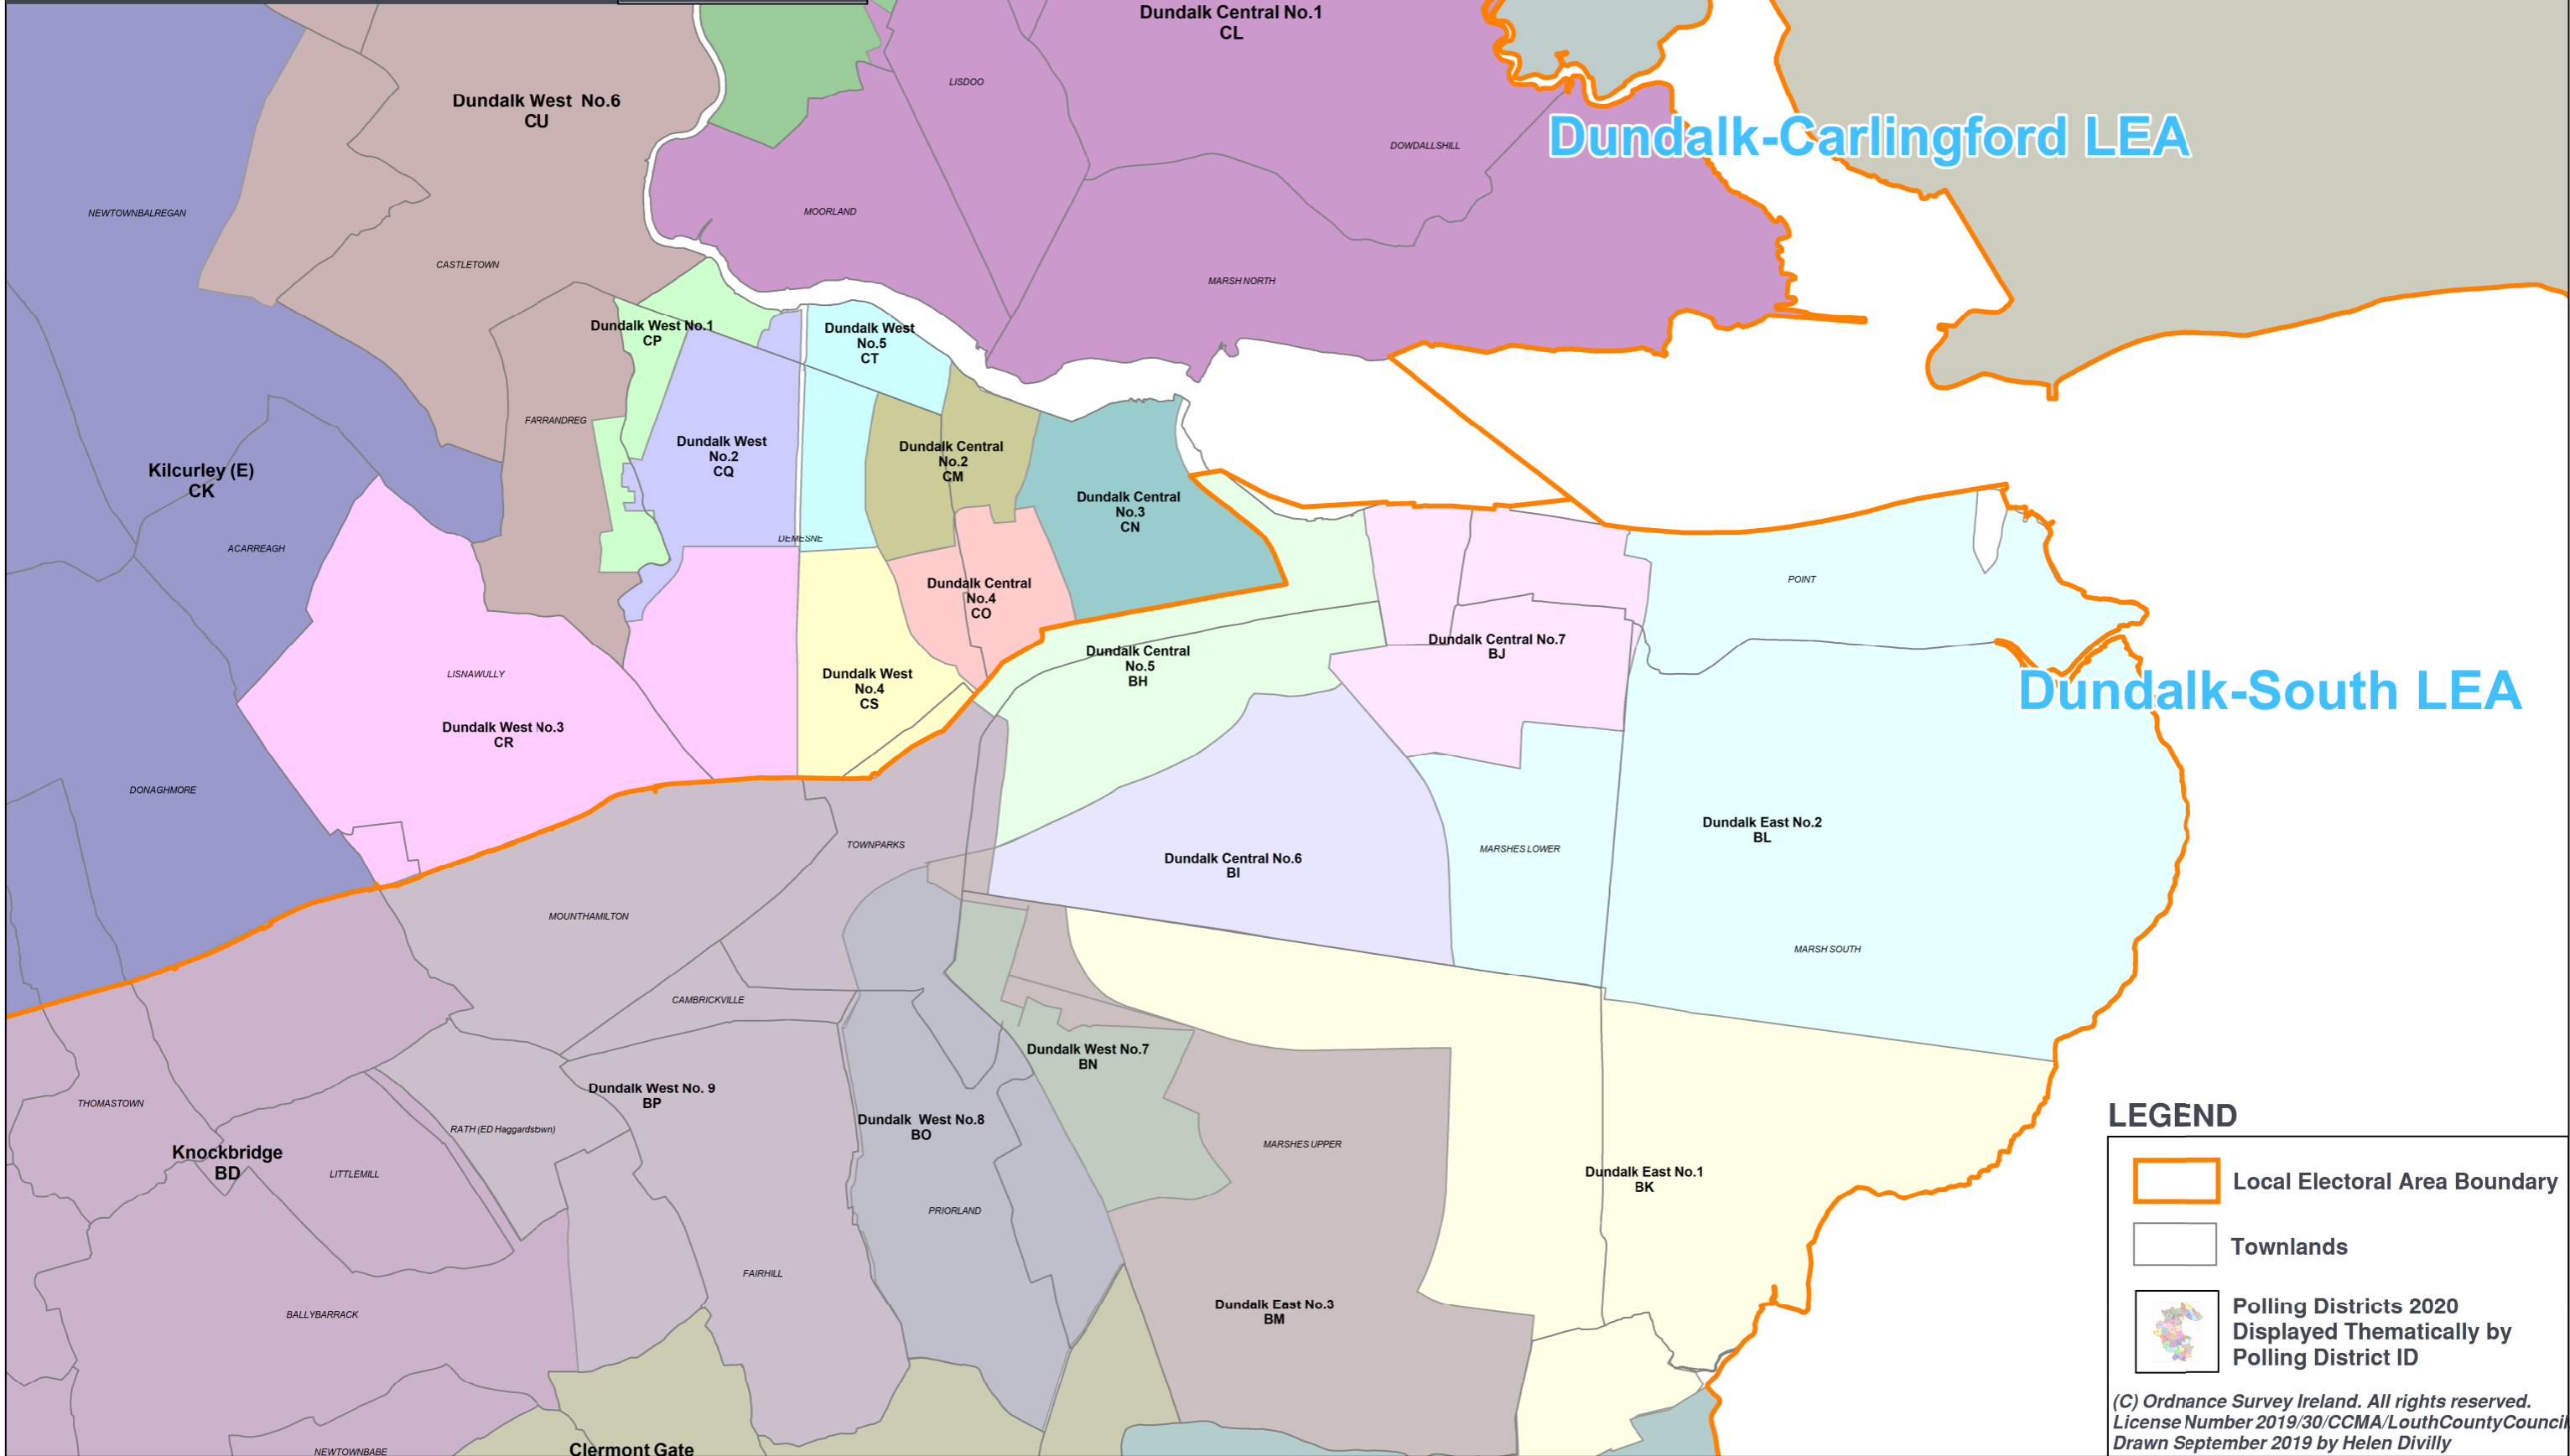 Dundalk Central No.1
CL
LISDOO
Dundalk West  No.6
CU
Dundalk-Carlingford LEA
DOWDALLSHILL
NEWTOWNBALREGAN
MOORLAND
CASTLETOWN
MARSH NORTH
Dundalk West No.1
CP
Dundalk West
No.5
CT
FARRANDREG
Dundalk West
No.2
CQ
Dundalk Central
No.2
CM
Kilcurley (E)
CK
Dundalk Central
No.3
CN
DEMESNE
ACARREAGH
Dundalk Central
No.4
CO
POINT
Dundalk Central No.7
BJ
Dundalk Central
No.5
BH
LISNAWULLY
Dundalk West
No.4
CS
Dundalk-South LEA
Dundalk West No.3
CR
DONAGHMORE
Dundalk East No.2
BL
TOWNPARKS
MARSHES LOWER
Dundalk Central No.6
BI
MOUNTHAMILTON
MARSH SOUTH
CAMBRICKVILLE
Dundalk West No.7
BN
Dundalk West No. 9
BP
THOMASTOWN
Dundalk  West No.8
BO
RATH (ED Haggardstown)
MARSHES UPPER
Knockbridge
BD
LITTLEMILL
Dundalk East No.1
BK
PRIORLAND
FAIRHILL
BALLYBARRACK
Dundalk East No.3
BM
NEWTOWNBABE
Clermont Gate
LEGEND
Local Electoral Area Boundary
Townlands
Polling Districts 2020
Displayed Thematically by
Polling District ID
(C) Ordnance Survey Ireland. All rights reserved.
License Number 2019/30/CCMA/LouthCountyCouncil
Drawn September 2019 by Helen Divilly